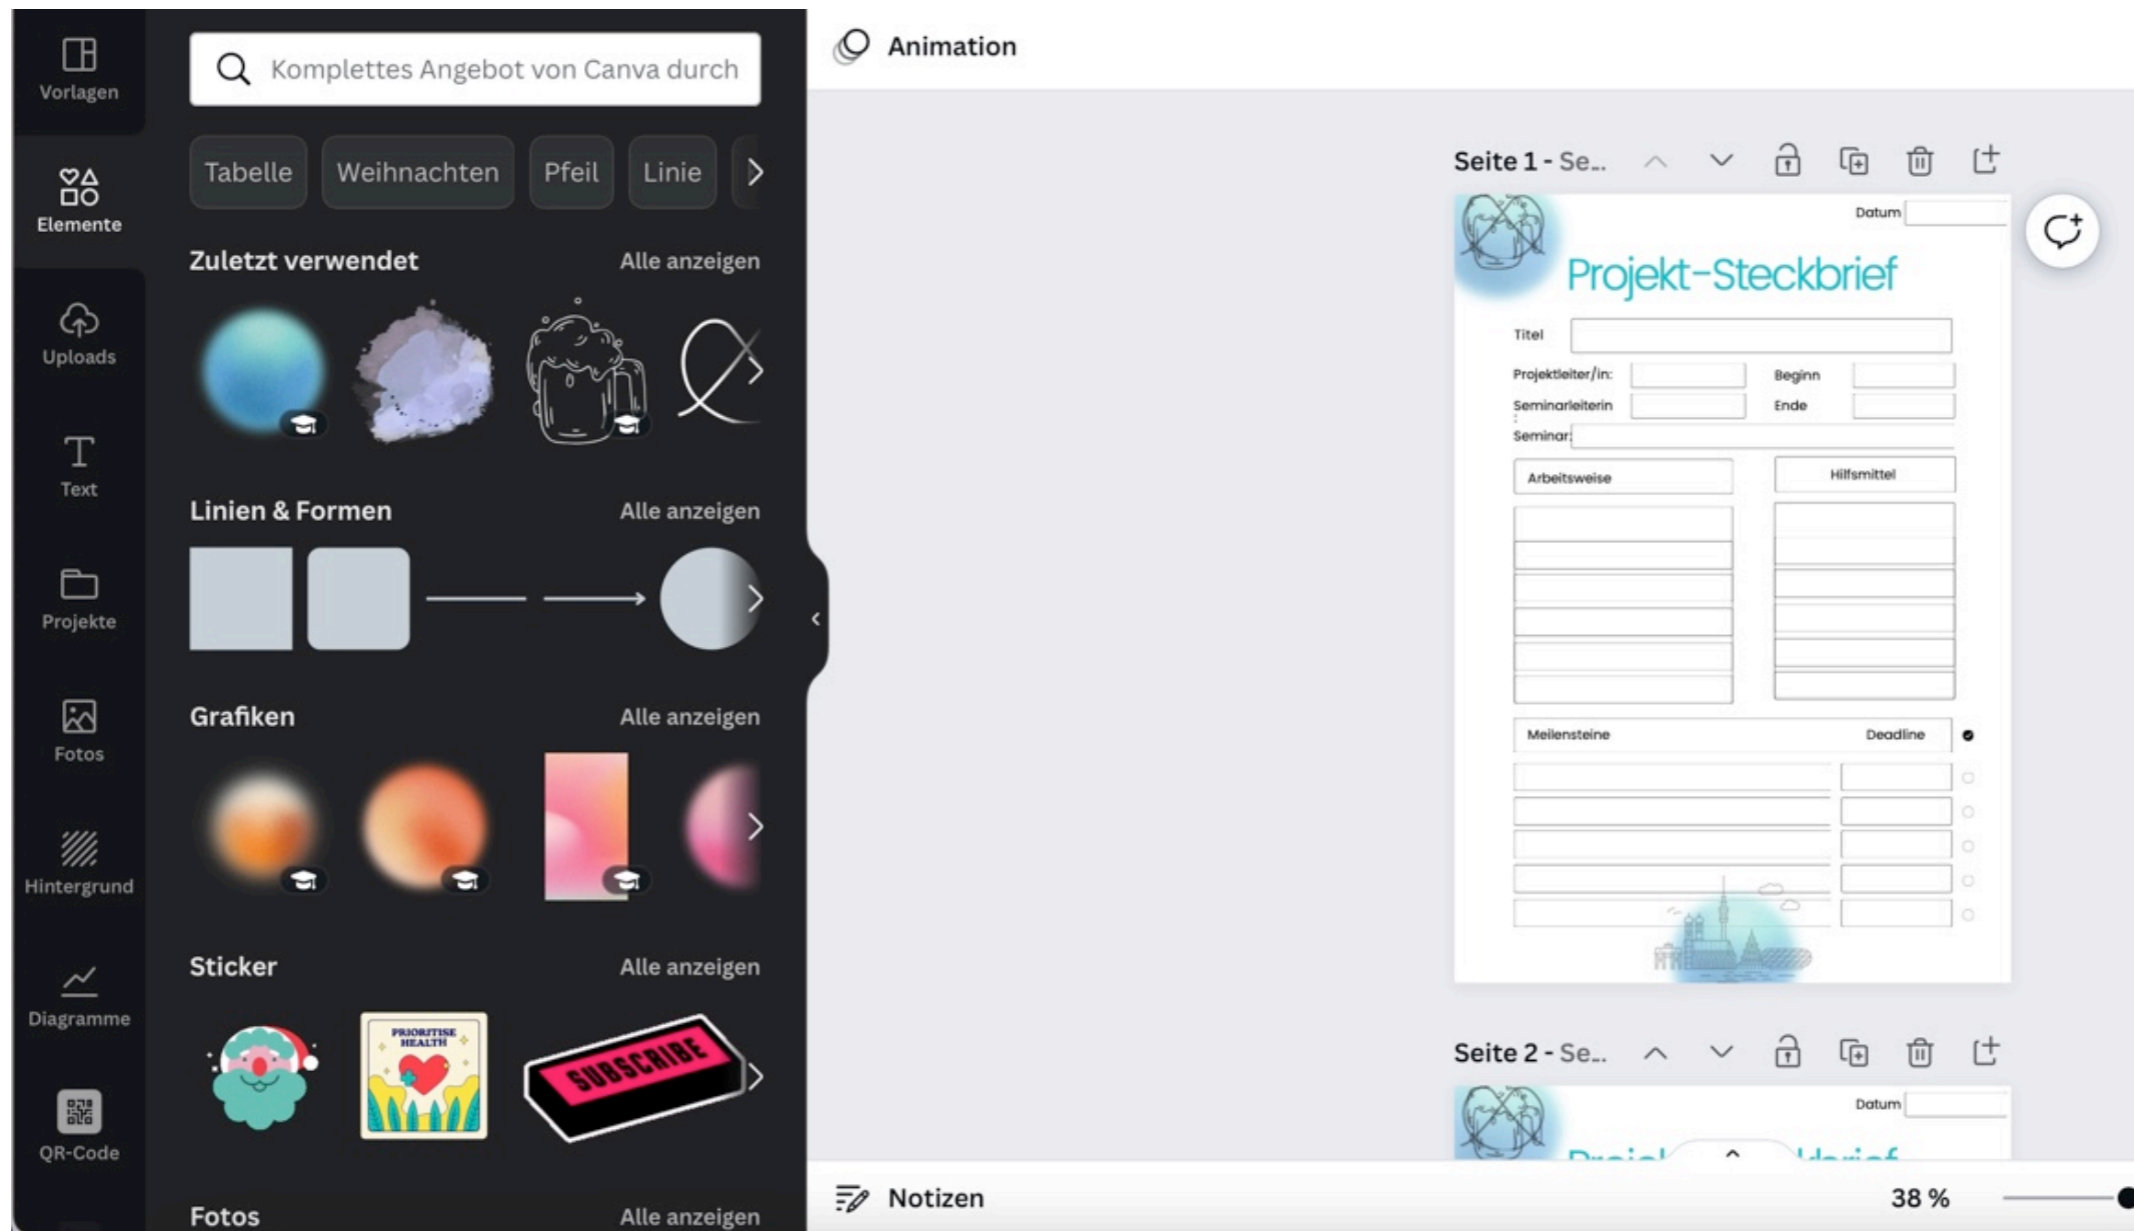 Vorlagen
Elemente
Uploads
Text
Projekte
Fotos
Hintergrund
Diagramme
QR-Code
Komplettes Angebot von Canva durch
Tabelle Weihnachten Pfeil Linie
Zuletzt verwendet Alle anzeigen
Linien & Formen Alle anzeigen
Grafiken Alle anzeigen
Sticker Alle anzeigen
PRIORITISE
HEALTH
SUBSCRIBE
Fotos Alle anzeigen
Animation
Seite 1 - Se...
Datum
Projekt-Steckbrief
Titel
Projektleiter/in: Beginn
Seminarleiterin Ende
:
Seminar:
Arbeitsweise Hilfsmittel
Meilensteine Deadline
Seite 2 - Se...
Datum
Notizen 38 %